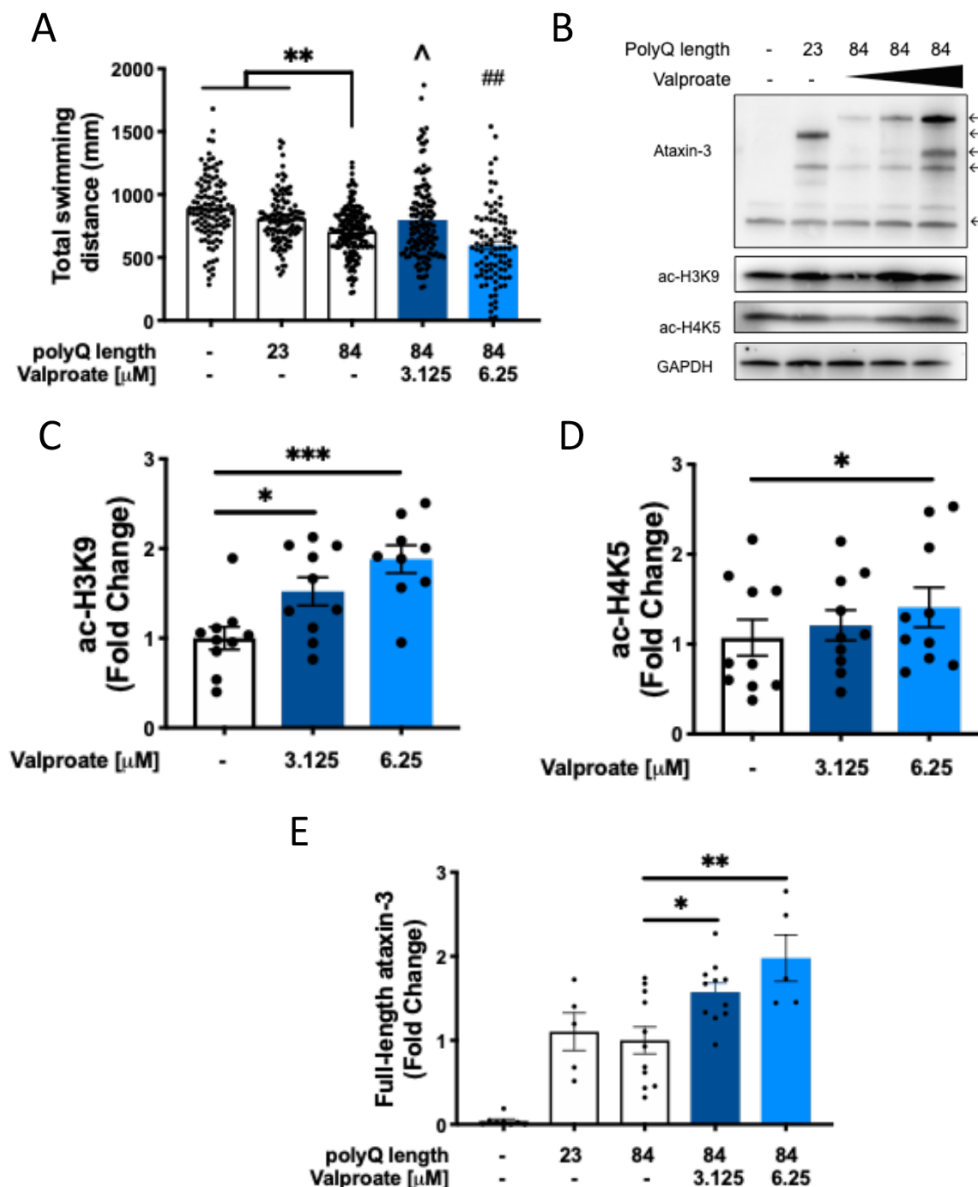 A
**
^
##
2000
1500
1000
500
0
Total swimming
distance (mm)
polyQ length - 23 84 84 84
Valproate [μM] - - - 3.125 6.25
B
PolyQ length - 23 84 84 84
Valproate - -
Ataxin-3
←
←
←
←
←
ac-H3K9
ac-H4K5
GAPDH
C
***
*
3
2
1
0
ac-H3K9
(Fold Change)
Valproate [μM] - 3.125 6.25
D
*
3
2
1
0
ac-H4K5
(Fold Change)
Valproate [μM] - 3.125 6.25
E
**
*
3
2
1
0
Full-length ataxin-3
(Fold Change)
polyQ length - 23 84 84 84
Valproate [μM] - - - 3.125 6.25